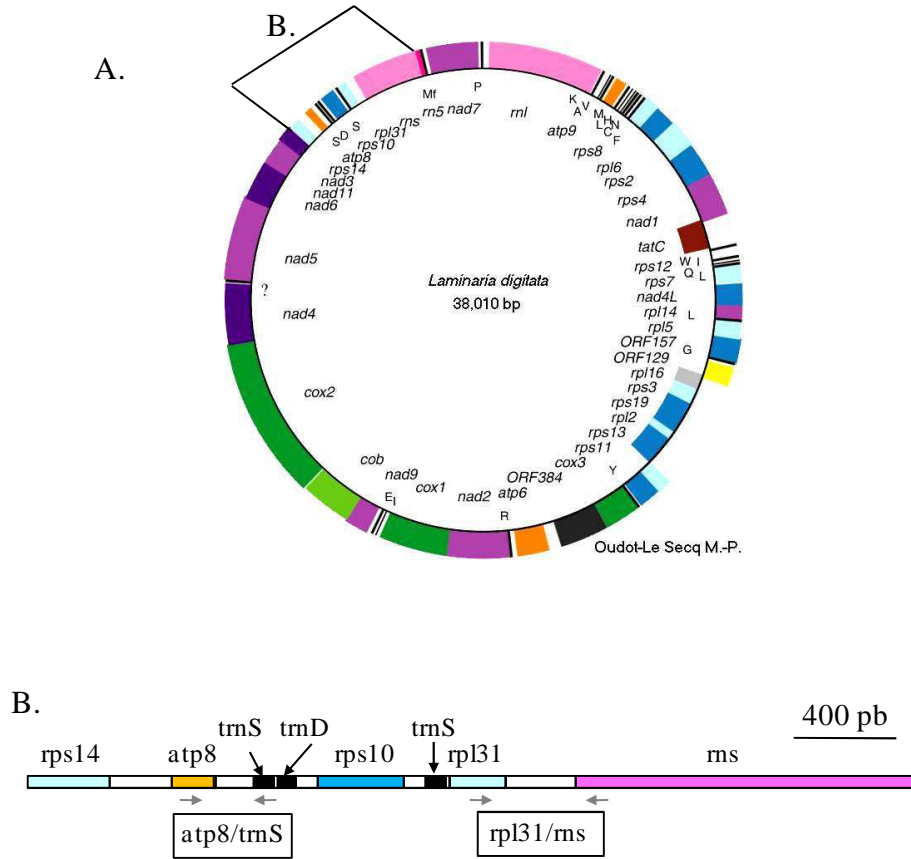 B.
A.
Mf
P
rn5
nad7
rnl
rns
rpl31
rps10
S
D
S
atp8
rps14
nad3
nad11
nad6
nad5
?
nad4
cox2
cob
nad9
E
I
cox1
nad2
R
atp6
ORF384
cox3
Y
rps11
rps13
rpl2
rps19
rps3
rpl16
ORF129
G
ORF157
rpl5
rpl14
L
nad4L
rps7
rps12
W
I
Q
L
tatC
nad1
rps4
rps2
rpl6
rps8
atp9
K
A
V
M
L
H
C
N
F
Laminaria digitata
38,010 bp
Oudot-Le Secq M.-P.
B.
400 pb
trnS trnD trnS
rps14 atp8 rps10 rpl31 rns
atp8/trnS rpl31/rns